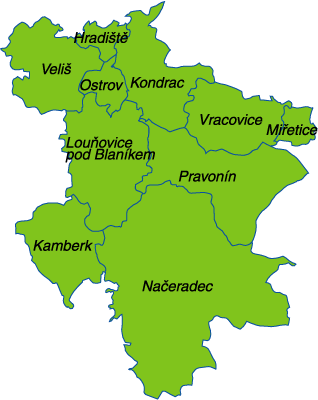 Hradiště
Veliš
Ostrov
Kondrac
Vracovice
Miřetice
Louňovice
pod Blaníkem
Pravonín
Kamberk
Načeradec